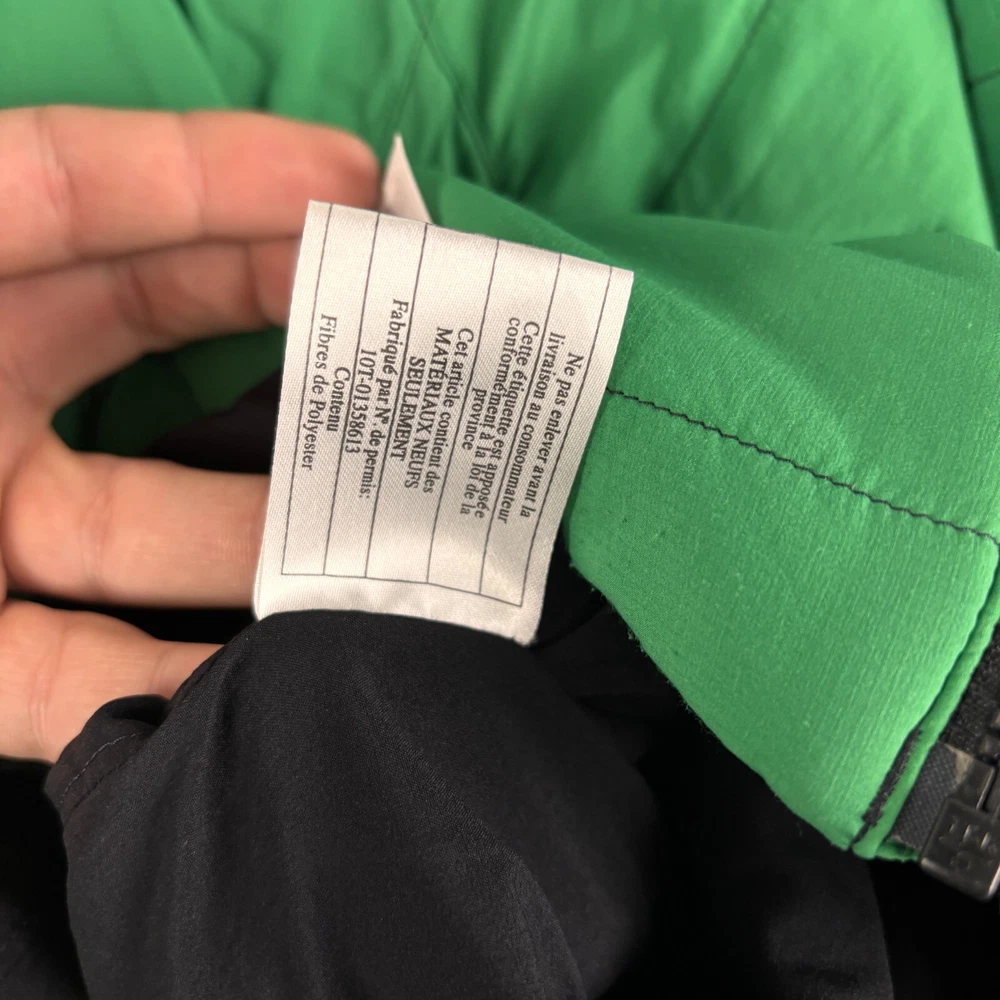 Ne pas enlever avant la
livraison au consommateur
Cette étiquette est apposée
conformément à la loi de la
province
Cet article contient des
MATÉRIAUX NEUFS
SEULEMENT
Fabriqué par N°. de permis:
10T-01358613
Contenu
Fibres de Polyester